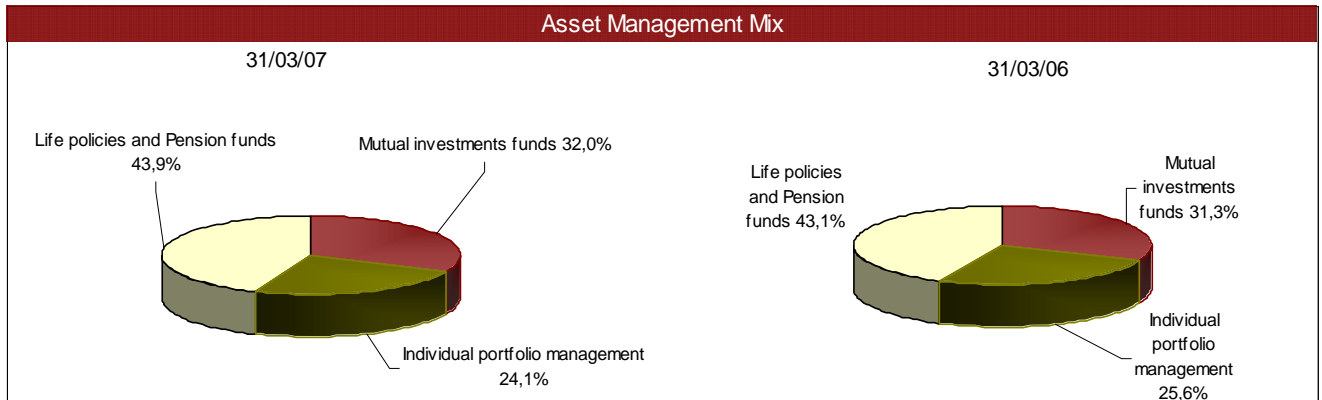 Asset Management Mix
31/03/07
Life policies and Pension funds
43,9%
Mutual investments funds 32,0%
Individual portfolio management
24,1%
31/03/06
Life policies
and Pension
funds 43,1%
Mutual
investments
funds 31,3%
Individual
portfolio
management
25,6%